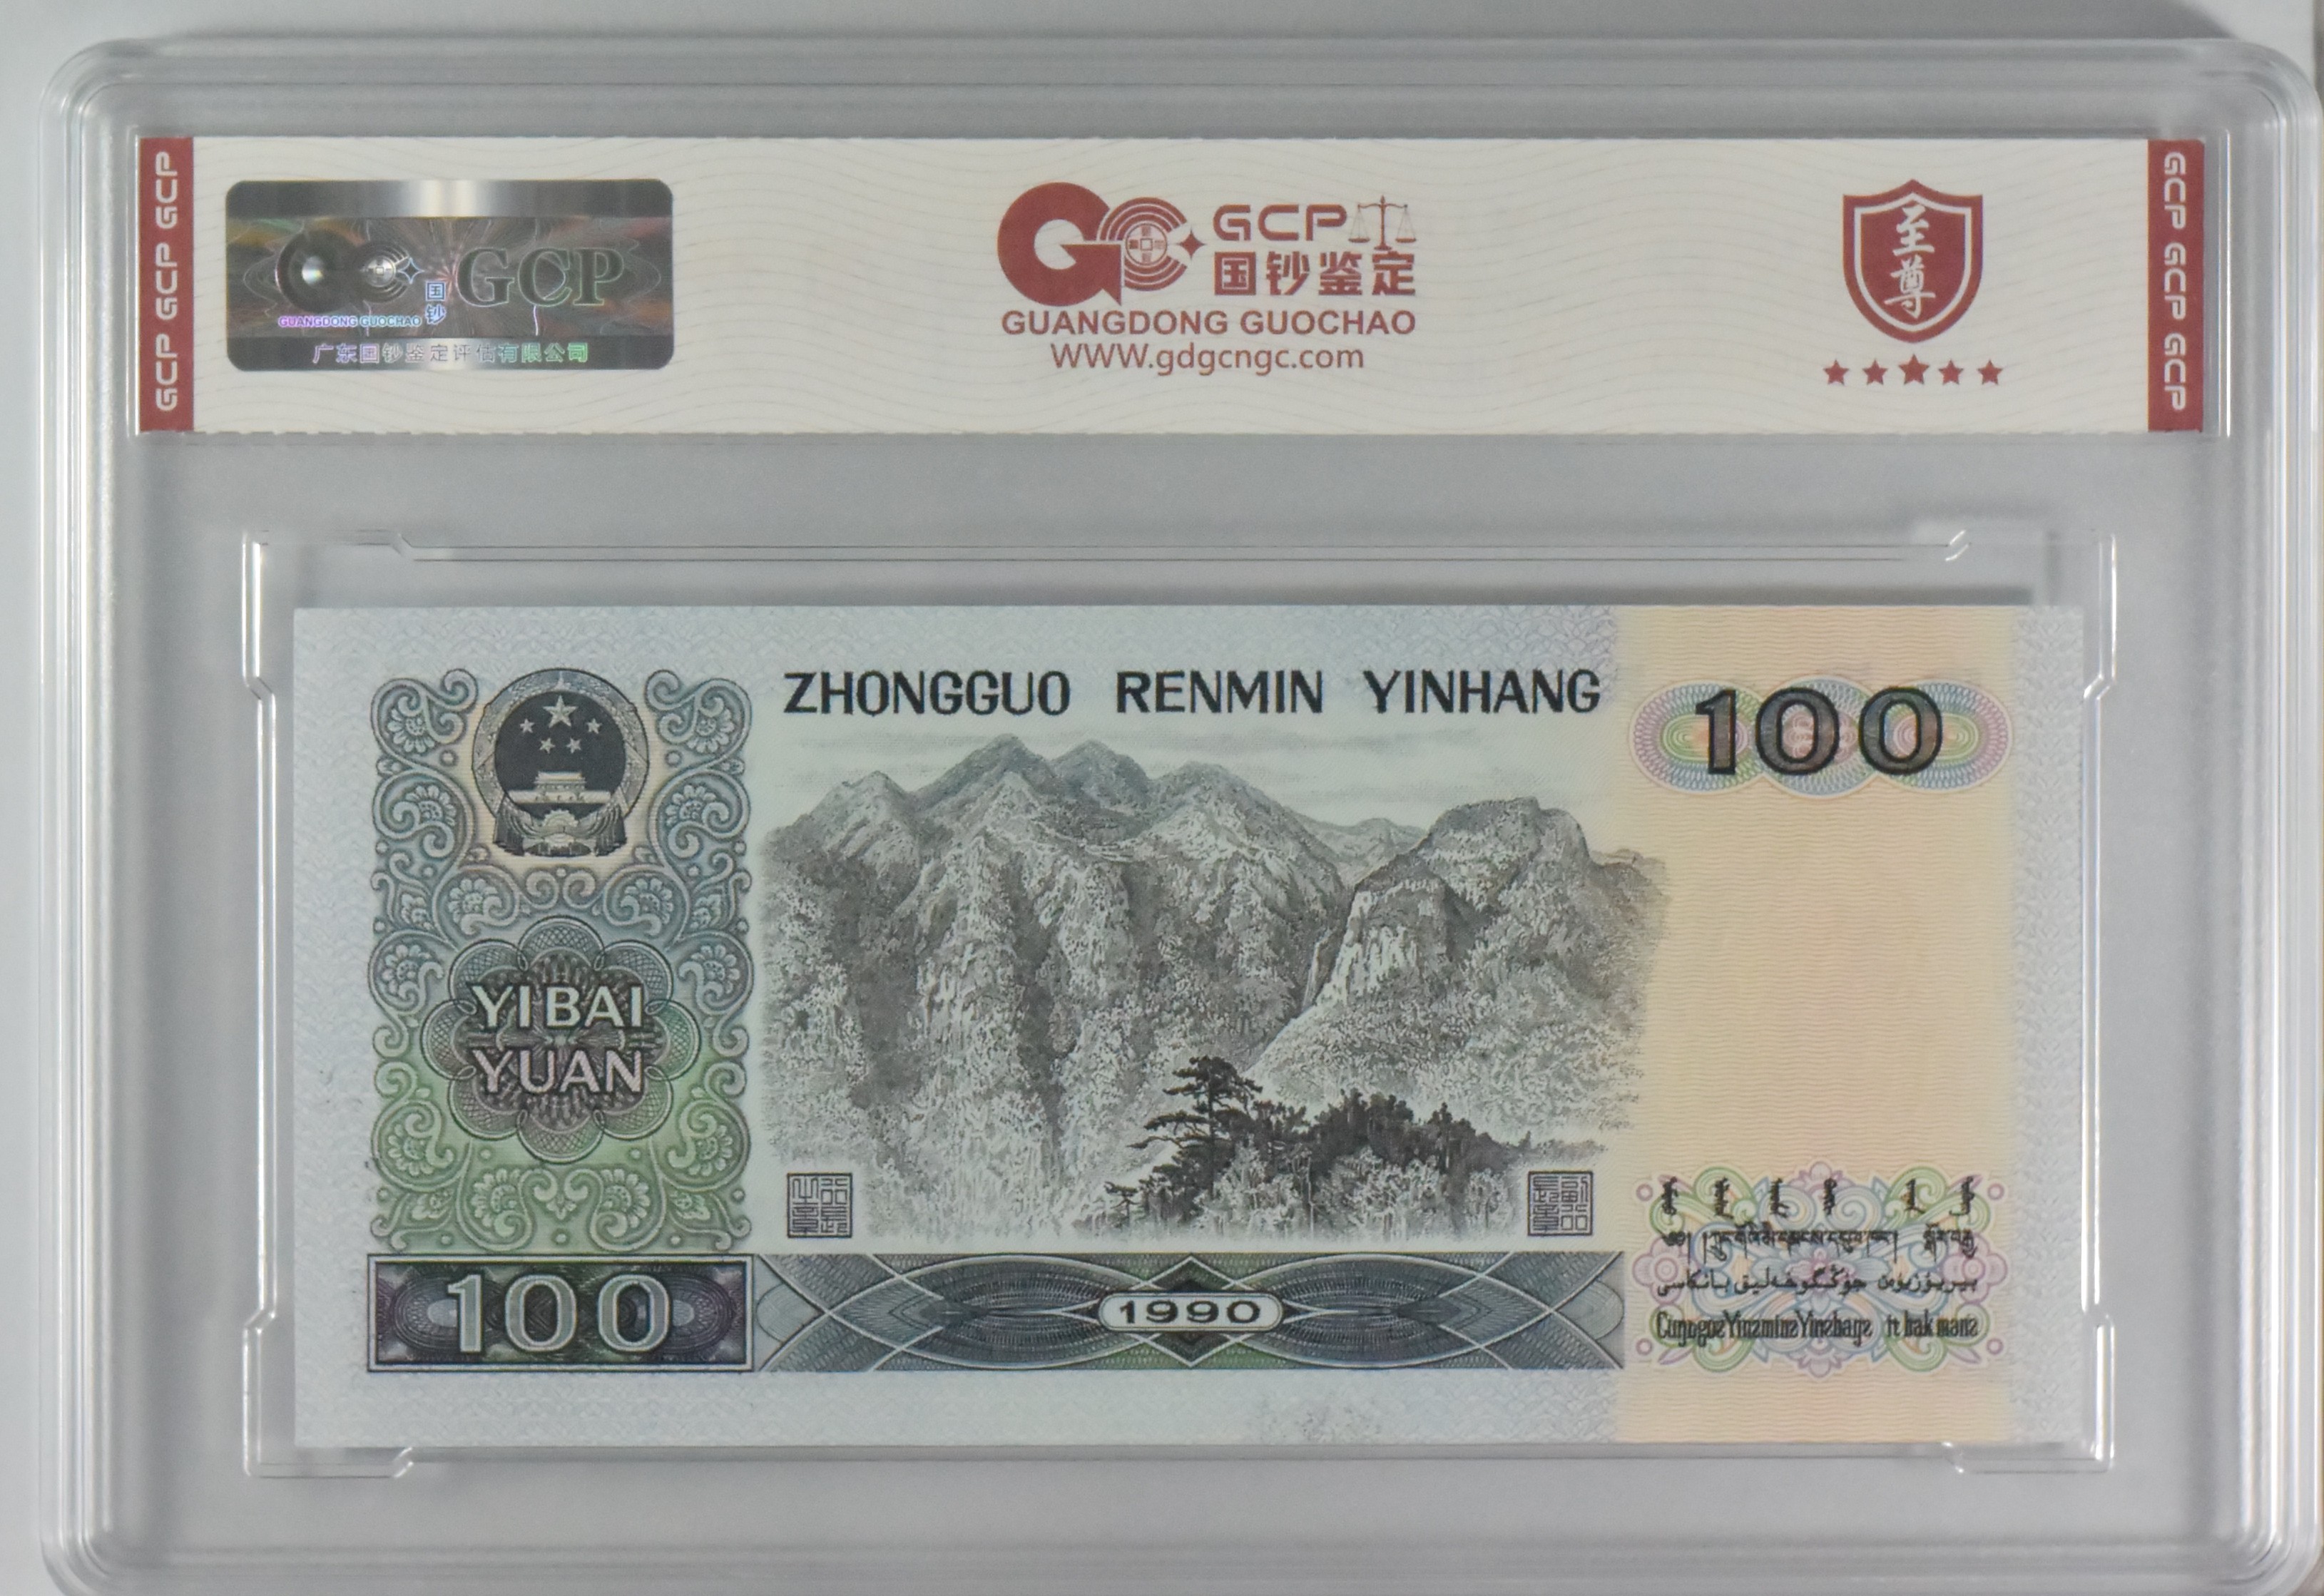 GCP GCP GCP
GCP
国钞
GUANGDONG GUOCHAO
广东国钞鉴定评估有限公司
GCP
国钞鉴定
GUANGDONG GUOCHAO
WWW.gdgcngc.com
至尊
GCP GCP GCP
ZHONGGUO RENMIN YINHANG
100
YI BAI
YUAN
100
1990